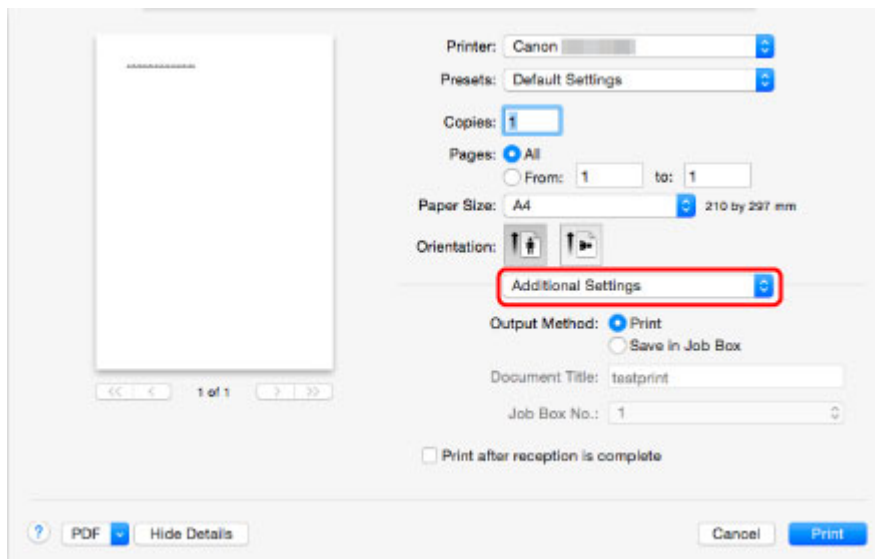 Printer: Canon
Presets: Default Settings
Copies: 1
Pages: All
From: 1 to: 1
Paper Size: A4 210 by 297 mm
Orientation:
Additional Settings
Output Method: Print
Save in Job Box
Document Title: testprint
1 of 1
Job Box No.: 1
Print after reception is complete
? PDF Hide Details Cancel Print